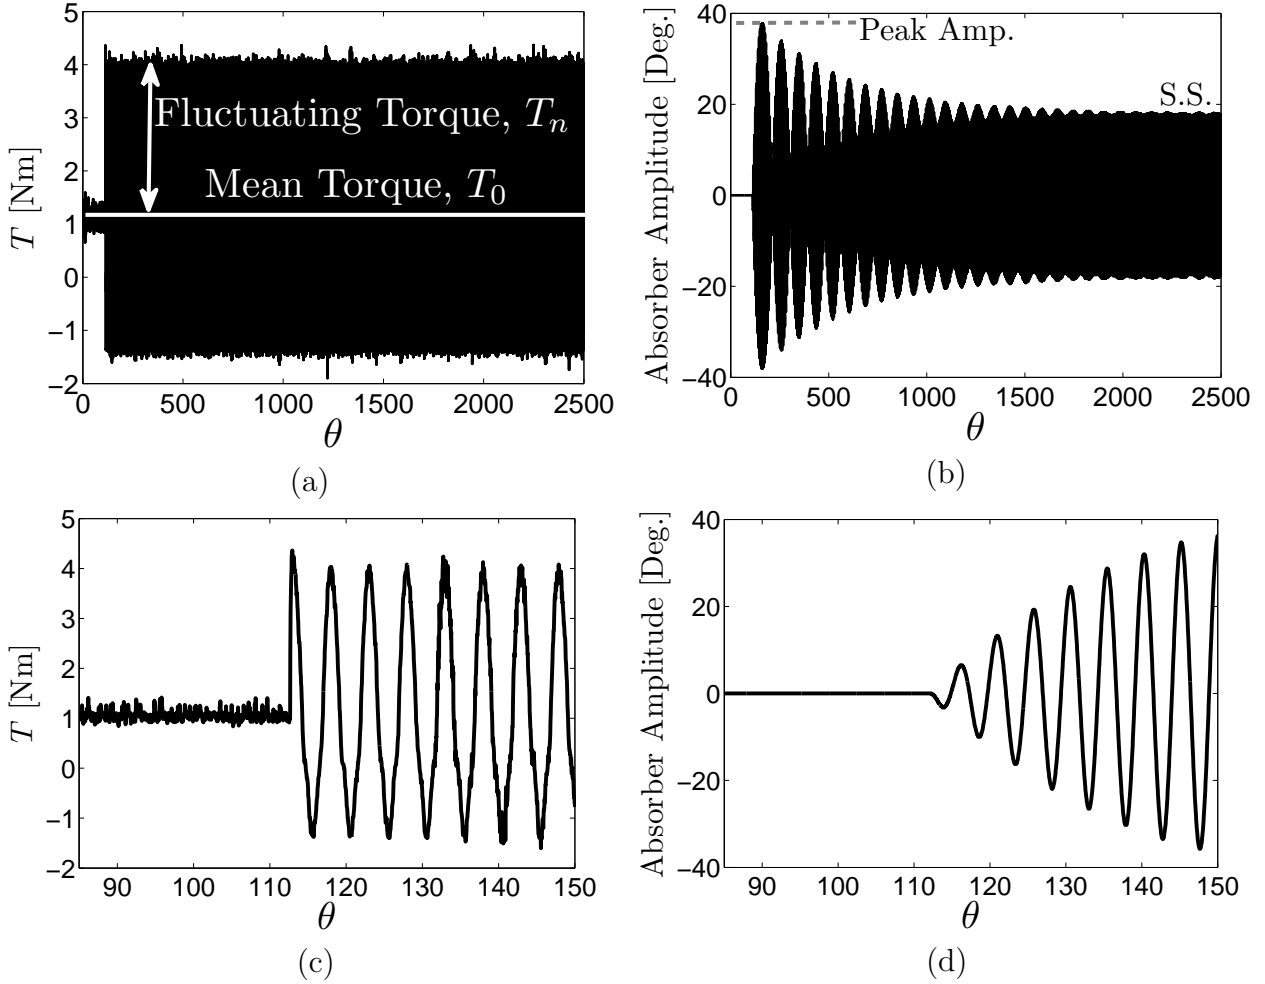 5
4
3
2
1
0
−1
−2
T [Nm]
Fluctuating Torque, Tn
Mean Torque, T0
0 500 1000 1500 2000 2500
θ
(a)
40
20
0
−20
−40
Absorber Amplitude [Deg.]
Peak Amp.
S.S.
0 500 1000 1500 2000 2500
θ
(b)
5
4
3
2
1
0
−1
−2
T [Nm]
90 100 110 120 130 140 150
θ
(c)
40
20
0
−20
−40
Absorber Amplitude [Deg.]
90 100 110 120 130 140 150
θ
(d)